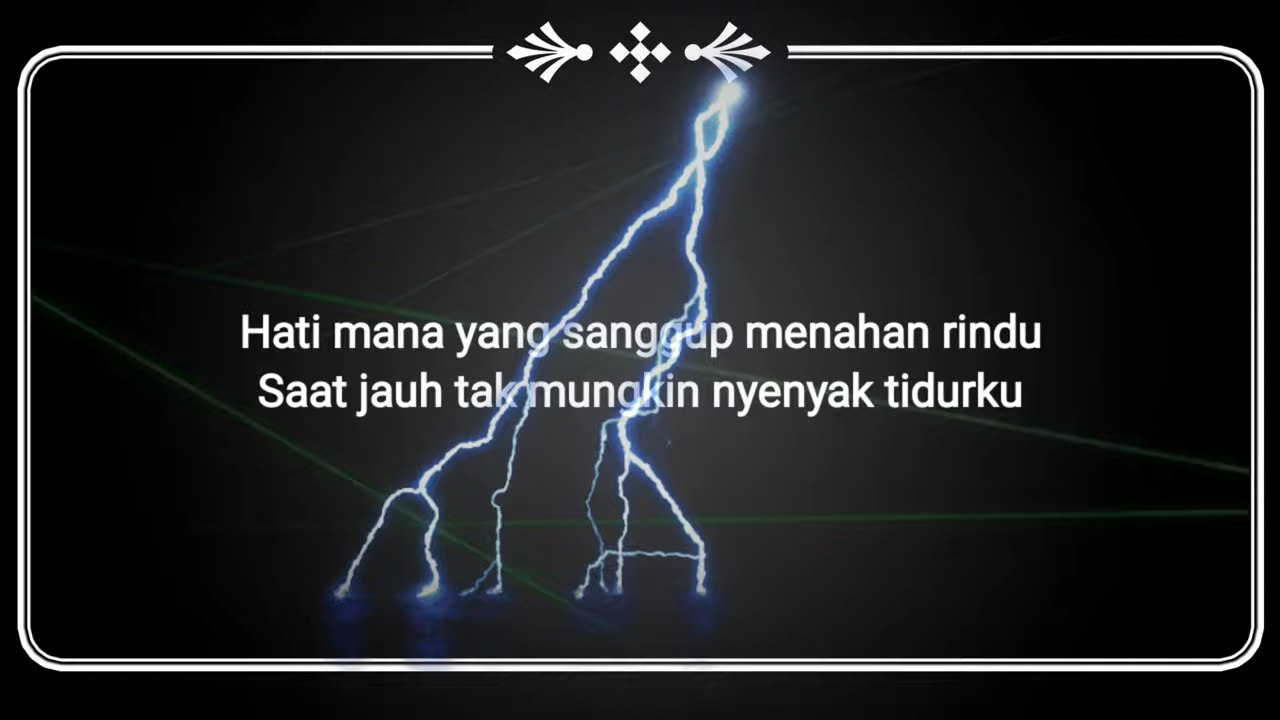 Hati mana yang sanggup menahan rindu
Saat jauh tak mungkin nyenyak tidurku